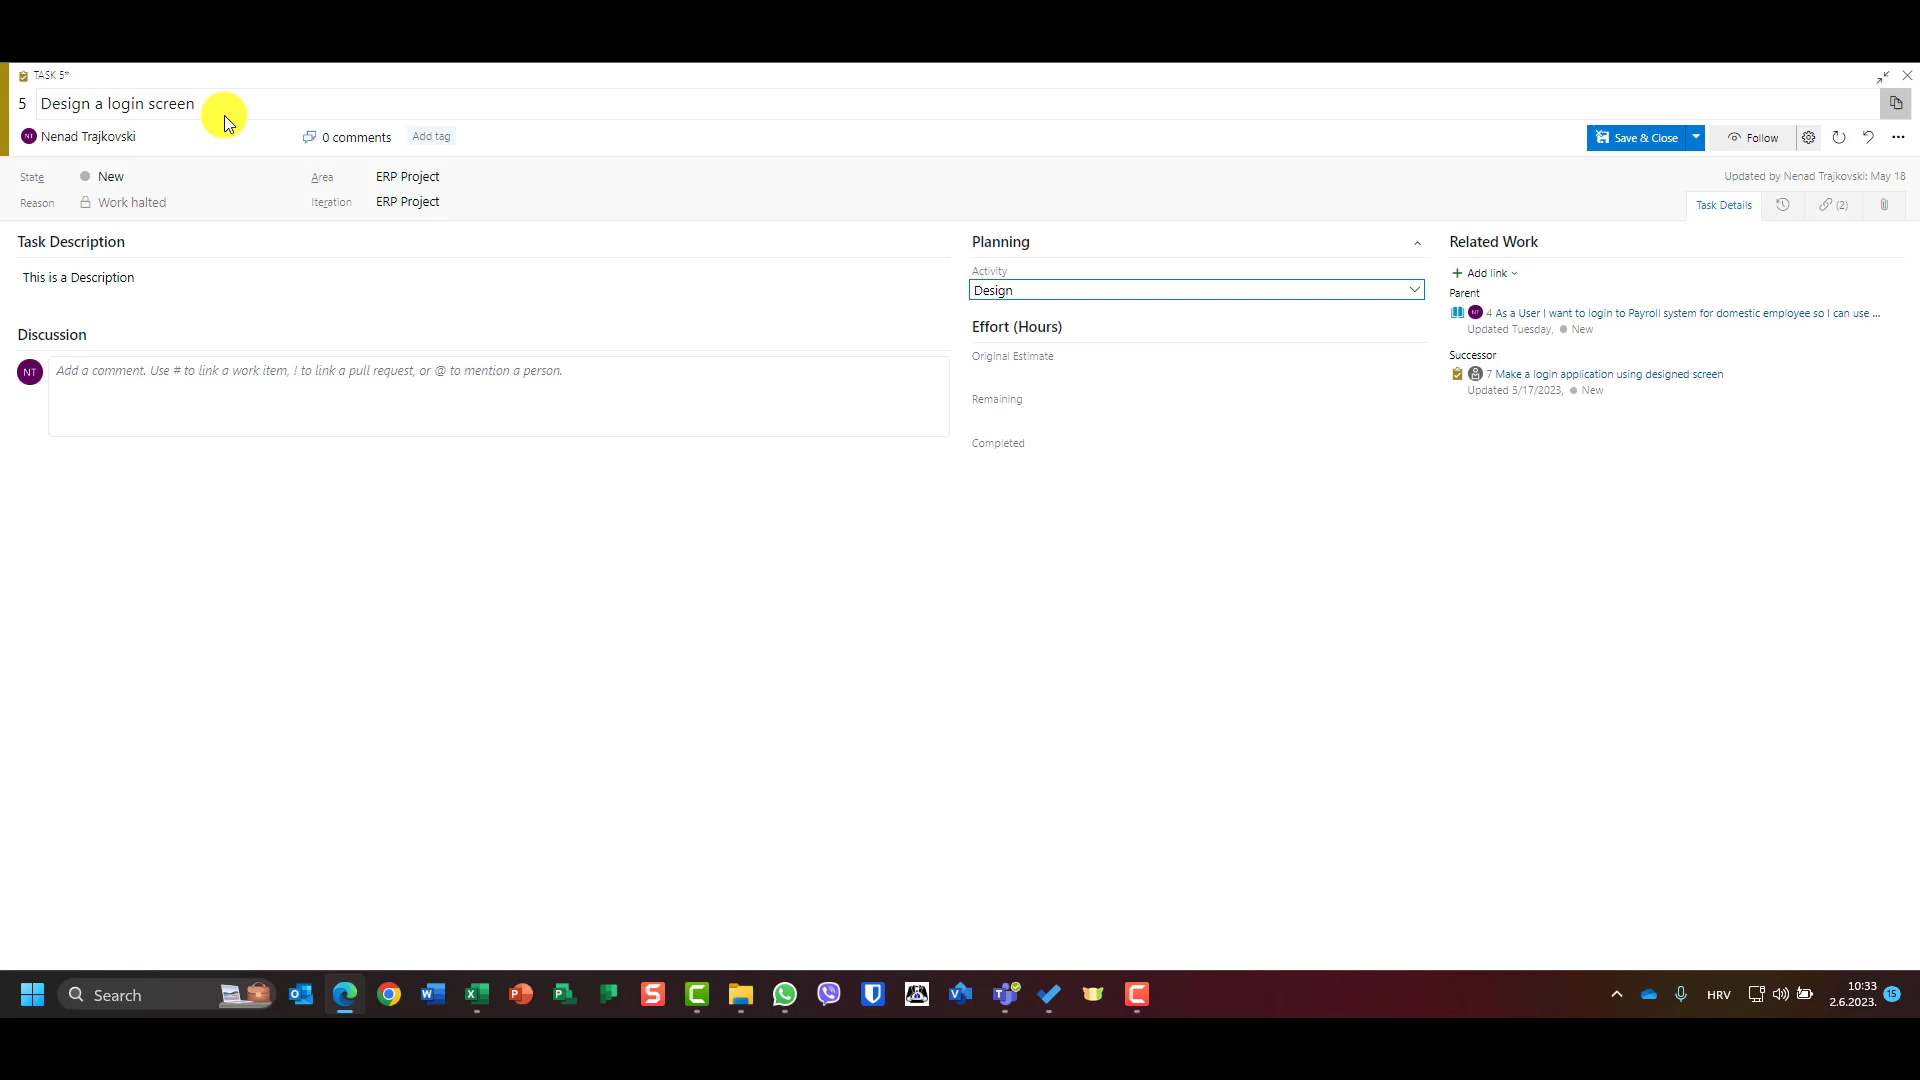 TASK 5*
5 Design a login screen
NT Nenad Trajkovski 0 comments Add tag Save & Close Follow
State New Area ERP Project Updated by Nenad Trajkovski: May 18
Reason Work halted Iteration ERP Project Task Details (2)
Task Description
This is a Description
Discussion
NT Add a comment. Use # to link a work item, ! to link a pull request, or @ to mention a person.
Planning
Activity
Design
Effort (Hours)
Original Estimate
Remaining
Completed
Related Work
+ Add link
Parent
NT 4 As a User I want to login to Payroll system for domestic employee so I can use ...
Updated Tuesday, New
Successor
7 Make a login application using designed screen
Updated 5/17/2023, New
Search HRV 10:33
2.6.2023. 15